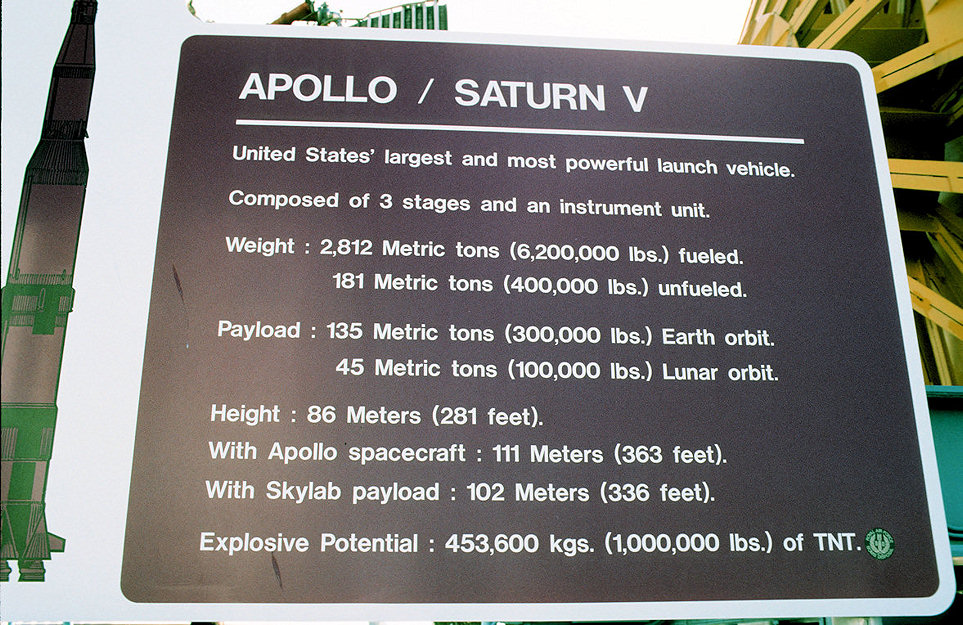 APOLLO / SATURN V
United States' largest and most powerful launch vehicle.
Composed of 3 stages and an instrument unit.
Weight : 2,812 Metric tons (6,200,000 lbs.) fueled.
181 Metric tons (400,000 lbs.) unfueled.
Payload : 135 Metric tons (300,000 lbs.) Earth orbit.
45 Metric tons (100,000 lbs.) Lunar orbit.
Height : 86 Meters (281 feet).
With Apollo spacecraft : 111 Meters (363 feet).
With Skylab payload : 102 Meters (336 feet).
Explosive Potential : 453,600 kgs. (1,000,000 lbs.) of TNT.